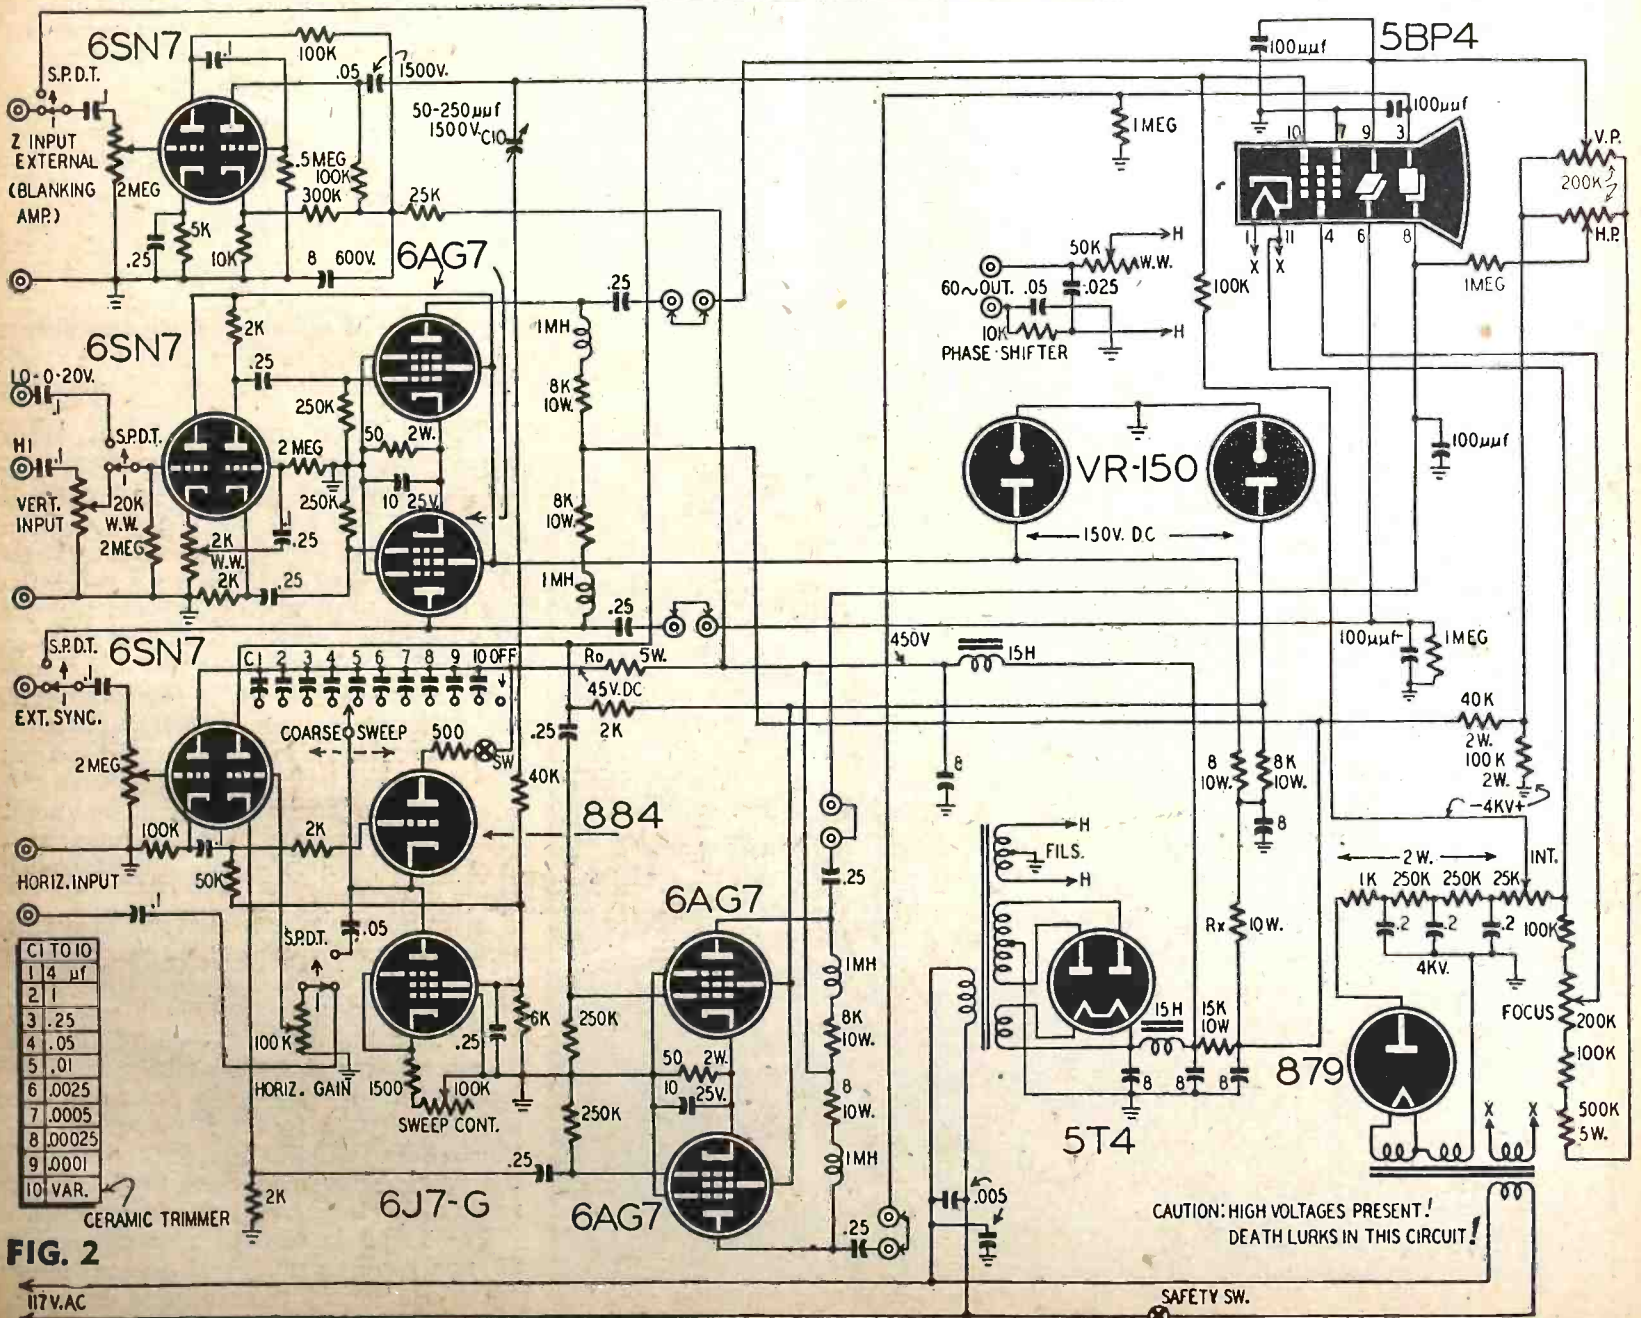 6SN7
S.P.D.T.
.1
.1
100K
.05
1500V.
Z INPUT
EXTERNAL
(BLANKING
AMP.)
2MEG
.5 MEG
100K
300K
25K
5K
.25
10K
8
600V.
50-250µµf
1500V.
C10
100µµf
5BP4
100µµf
1MEG
10
7
9
3
V.P.
200K
H.P.
1
11
4
6
8
X
X
1MEG
50K
H
W.W.
60~OUT.
.05
.025
10K
H
PHASE-SHIFTER
100K
6AG7
6SN7
2K
.25
LO-0-20V.
.1
S.P.D.T.
HI
.1
VERT.
INPUT
20K
W.W.
2MEG
2 MEG
250K
250K
50
2W.
10
25V.
.1
.25
2K
W.W.
2K
.25
.25
1MH
8K
10W.
8K
10W.
1MH
.25
VR-150
150V. DC
100µµf
100µµf
1MEG
6SN7
S.P.D.T.
.1
EXT. SYNC.
C1
2
3
4
5
6
7
8
9
10
OFF
Ro
5W.
45V.DC
450V
15H
COARSE
SWEEP
500
SW
.25
2K
40K
2MEG
884
100K
.1
2K
50K
HORIZ. INPUT
.1
8
8
10W.
8K
10W.
8
40K
2W.
100K
2W.
-4KV+
H
FILS.
H
2W.
INT.
1K
250K
250K
25K
.2
.2
.2
4KV.
100K
FOCUS
200K
100K
500K
5W.
6AG7
.25
S.P.D.T.
.05
100K
HORIZ. GAIN
1500
100K
SWEEP CONT.
.25
6K
250K
250K
50
2W.
10
25V.
1MH
8K
10W.
8
10W.
1MH
Rx
10W.
15H
15K
10W
8
8
8
5T4
879
X
X
C1 TO 10
1 4 µf
2 1
3 .25
4 .05
5 .01
6 .0025
7 .0005
8 .00025
9 .0001
10 VAR.
CERAMIC TRIMMER
2K
6J7-G
.25
6AG7
.25
.005
CAUTION: HIGH VOLTAGES PRESENT!
DEATH LURKS IN THIS CIRCUIT!
FIG. 2
117V.AC
SAFETY SW.